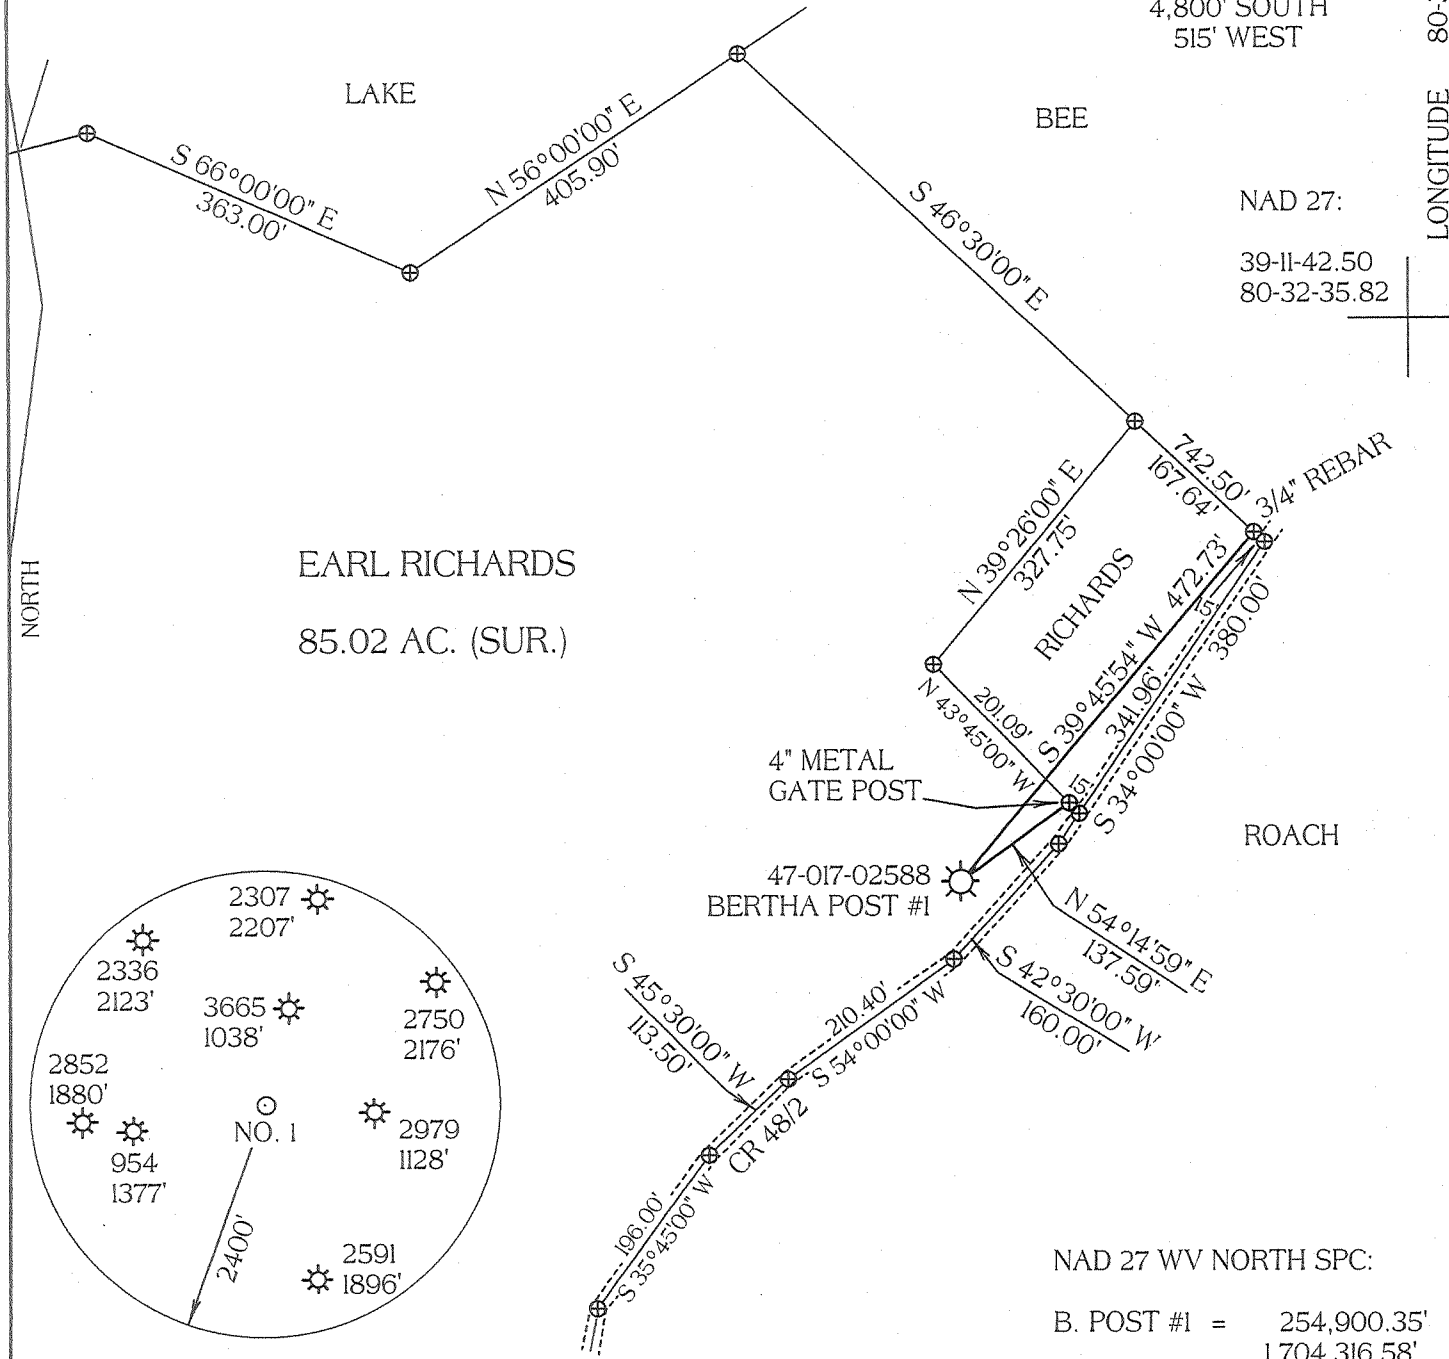 4,800' SOUTH
515' WEST
LONGITUDE
LAKE
BEE
S 66°00'00" E
363.00'
N 56°00'00" E
405.90'
S 46°30'00" E
NAD 27:
39-11-42.50
80-32-35.82
742.50'
167.64'
3/4" REBAR
NORTH
EARL RICHARDS
85.02 AC. (SUR.)
N 39°26'00" E
327.75'
RICHARDS
S 39°45'54" W 472.73'
15'
341.96'
S 34°00'00" W 380.00'
201.09'
N 43°45'00" W
15'
4" METAL
GATE POST
ROACH
47-017-02588
BERTHA POST #1
N 54°14'59" E
137.59'
S 42°30'00" W
160.00'
S 45°30'00" W
113.50'
210.40'
S 54°00'00" W
CR 48/2
196.00'
S 35°45'00" W
2307
2207'
2336
2123'
3665
1038'
2750
2176'
2852
1880'
NO. 1
954
1377'
2979
1128'
2400'
2591
1896'
NAD 27 WV NORTH SPC:
B. POST #1 = 254,900.35'
1,704,316.58'